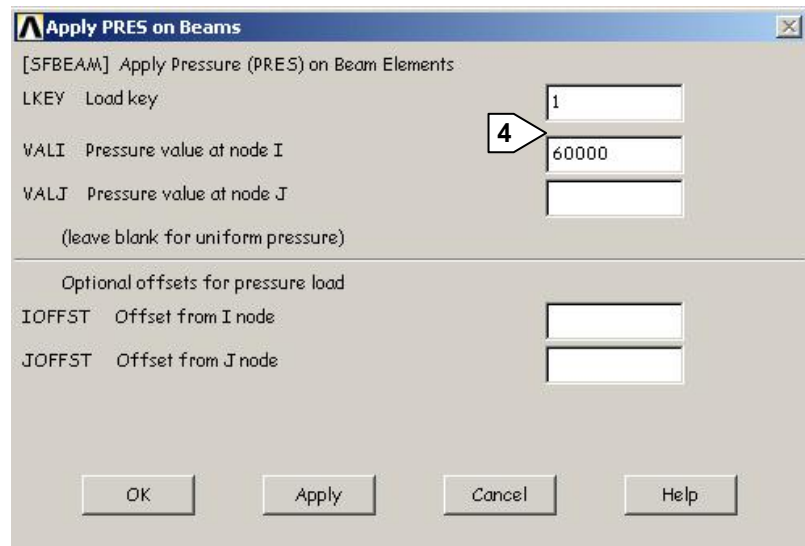 Apply PRES on Beams
[SFBEAM] Apply Pressure (PRES) on Beam Elements
LKEY Load key 1
4
VALI Pressure value at node I 60000
VALJ Pressure value at node J
(leave blank for uniform pressure)
Optional offsets for pressure load
IOFFST Offset from I node
JOFFST Offset from J node
OK Apply Cancel Help